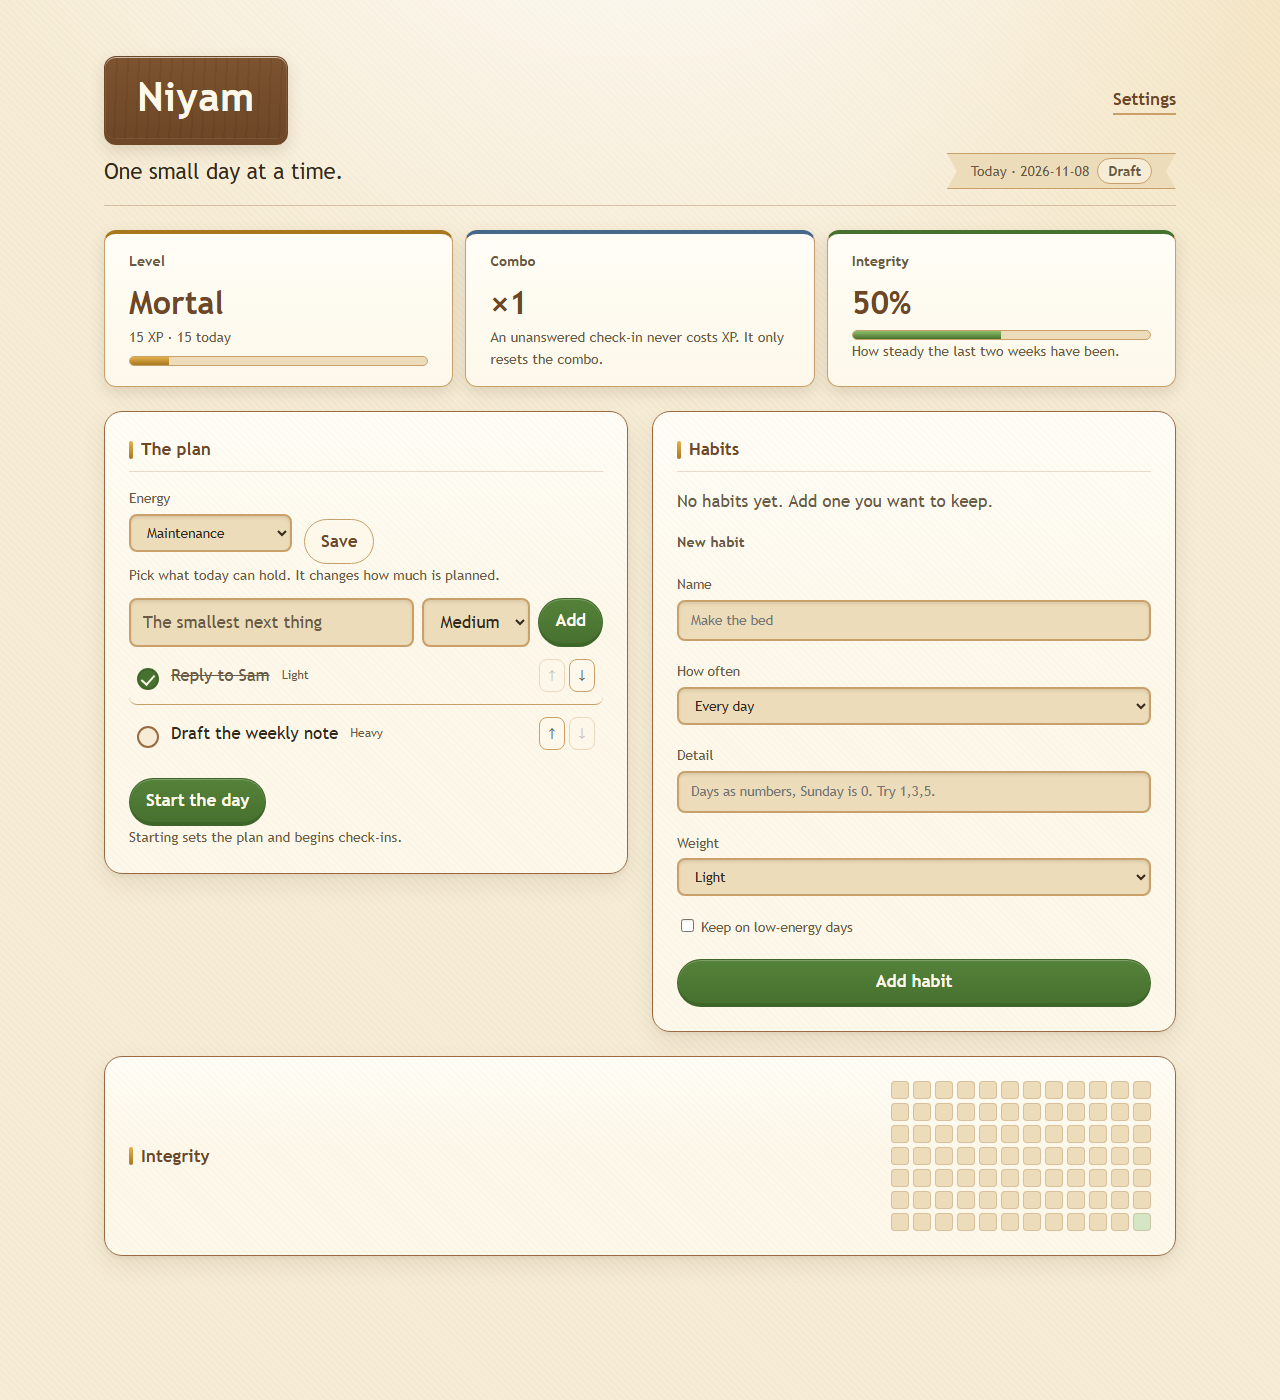 Niyam
Settings
One small day at a time.
Today · 2026-11-08 Draft
Level
Mortal
15 XP · 15 today
Combo
×1
An unanswered check-in never costs XP. It only
resets the combo.
Integrity
50%
How steady the last two weeks have been.
The plan
Energy
Maintenance
Save
Pick what today can hold. It changes how much is planned.
The smallest next thing
Medium
Add
Reply to Sam Light ↑ ↓
Draft the weekly note Heavy ↑ ↓
Start the day
Starting sets the plan and begins check-ins.
Habits
No habits yet. Add one you want to keep.
New habit
Name
Make the bed
How often
Every day
Detail
Days as numbers, Sunday is 0. Try 1,3,5.
Weight
Light
Keep on low-energy days
Add habit
Integrity